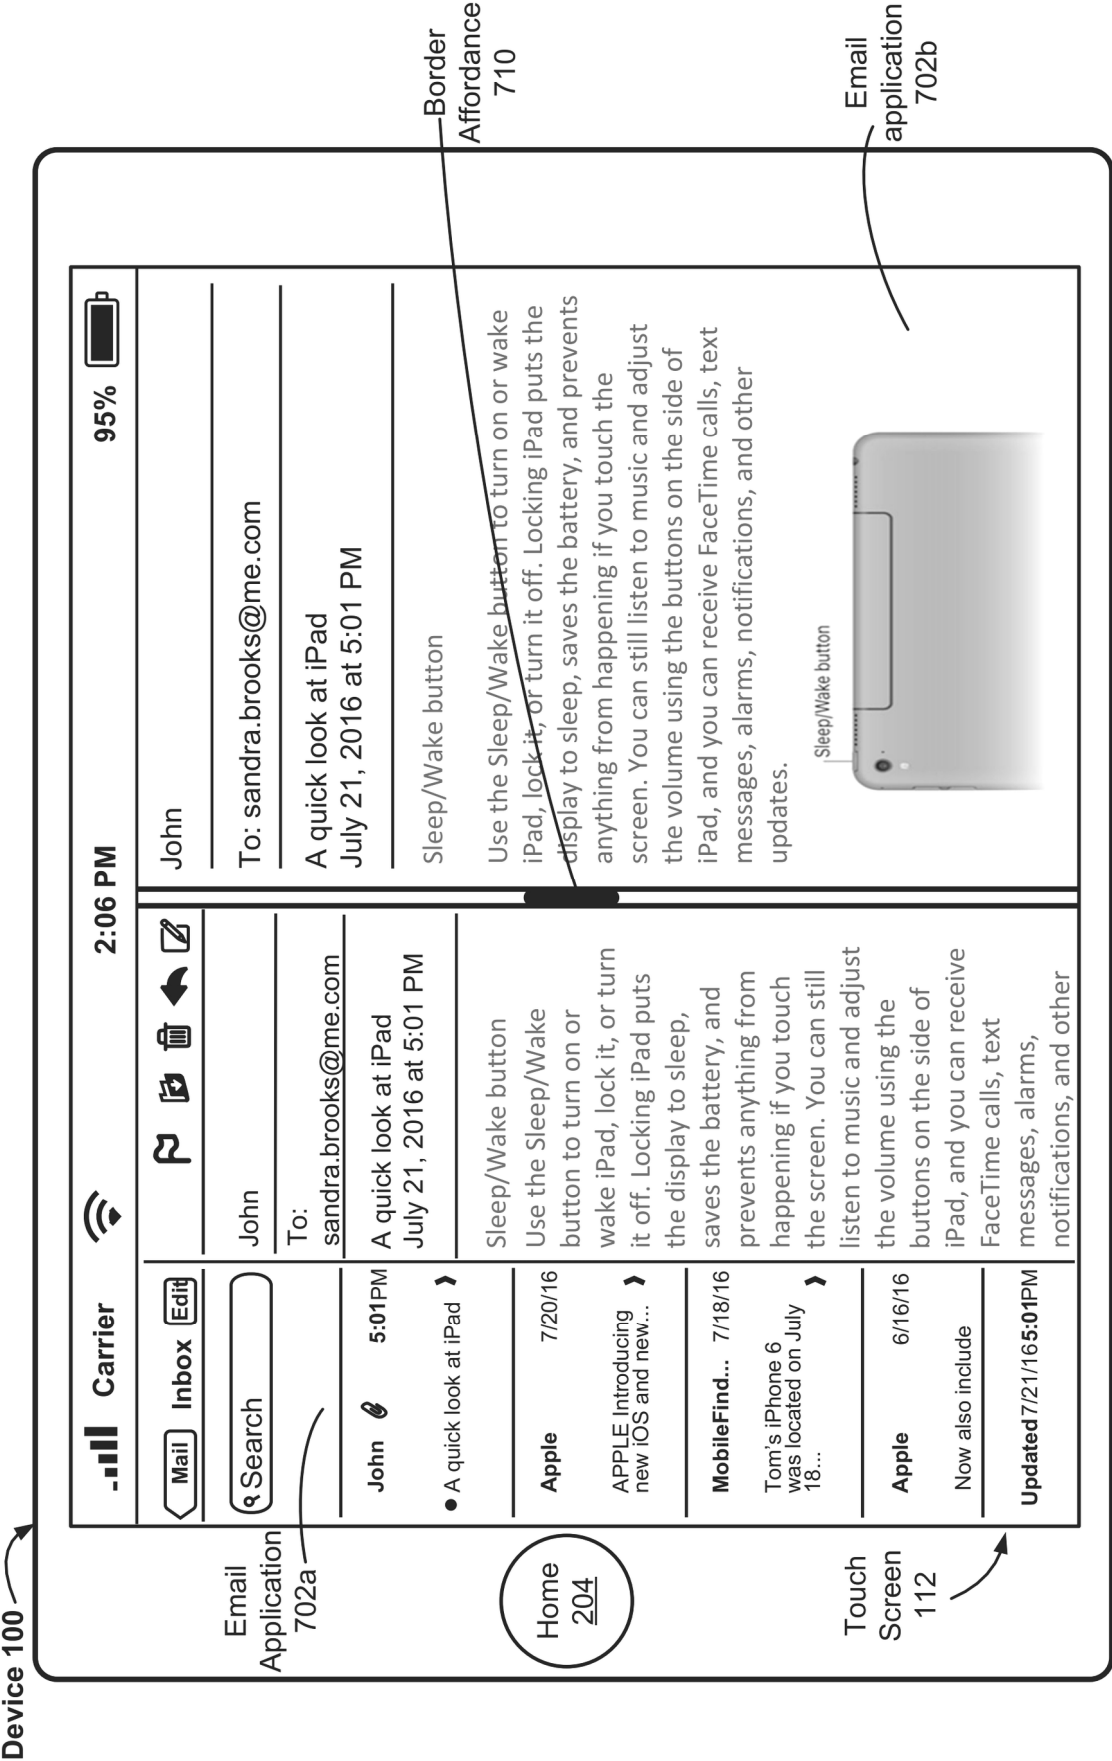 Device 100
Carrier
2:06 PM
95%
Mail
Inbox
Edit
Search
John
5:01PM
A quick look at iPad
Apple
7/20/16
APPLE Introducing
new iOS and new...
MobileFind...
7/18/16
Tom's iPhone 6
was located on July
18...
Apple
6/16/16
Now also include
Updated 7/21/16 5:01PM
John
To:
sandra.brooks@me.com
A quick look at iPad
July 21, 2016 at 5:01 PM
Sleep/Wake button
Use the Sleep/Wake
button to turn on or
wake iPad, lock it, or turn
it off. Locking iPad puts
the display to sleep,
saves the battery, and
prevents anything from
happening if you touch
the screen. You can still
listen to music and adjust
the volume using the
buttons on the side of
iPad, and you can receive
FaceTime calls, text
messages, alarms,
notifications, and other
John
To: sandra.brooks@me.com
A quick look at iPad
July 21, 2016 at 5:01 PM
Sleep/Wake button
Use the Sleep/Wake button to turn on or wake
iPad, lock it, or turn it off. Locking iPad puts the
display to sleep, saves the battery, and prevents
anything from happening if you touch the
screen. You can still listen to music and adjust
the volume using the buttons on the side of
iPad, and you can receive FaceTime calls, text
messages, alarms, notifications, and other
updates.
Sleep/Wake button
Email
Application
702a
Home
204
Touch
Screen
112
Border
Affordance
710
Email
application
702b